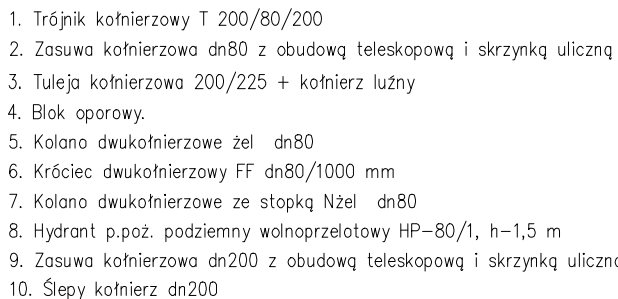 1. Trójnik kołnierzowy T 200/80/200
2. Zasuwa kołnierzowa dn80 z obudową teleskopową i skrzynką uliczną
3. Tuleja kołnierzowa 200/225 + kołnierz luźny
4. Blok oporowy.
5. Kolano dwukołnierzowe żel dn80
6. Króciec dwukołnierzowy FF dn80/1000 mm
7. Kolano dwukołnierzowe ze stopką Nżel dn80
8. Hydrant p.poż. podziemny wolnoprzelotowy HP-80/1, h-1,5 m
9. Zasuwa kołnierzowa dn200 z obudową teleskopową i skrzynką
10. Ślepy kołnierz dn200